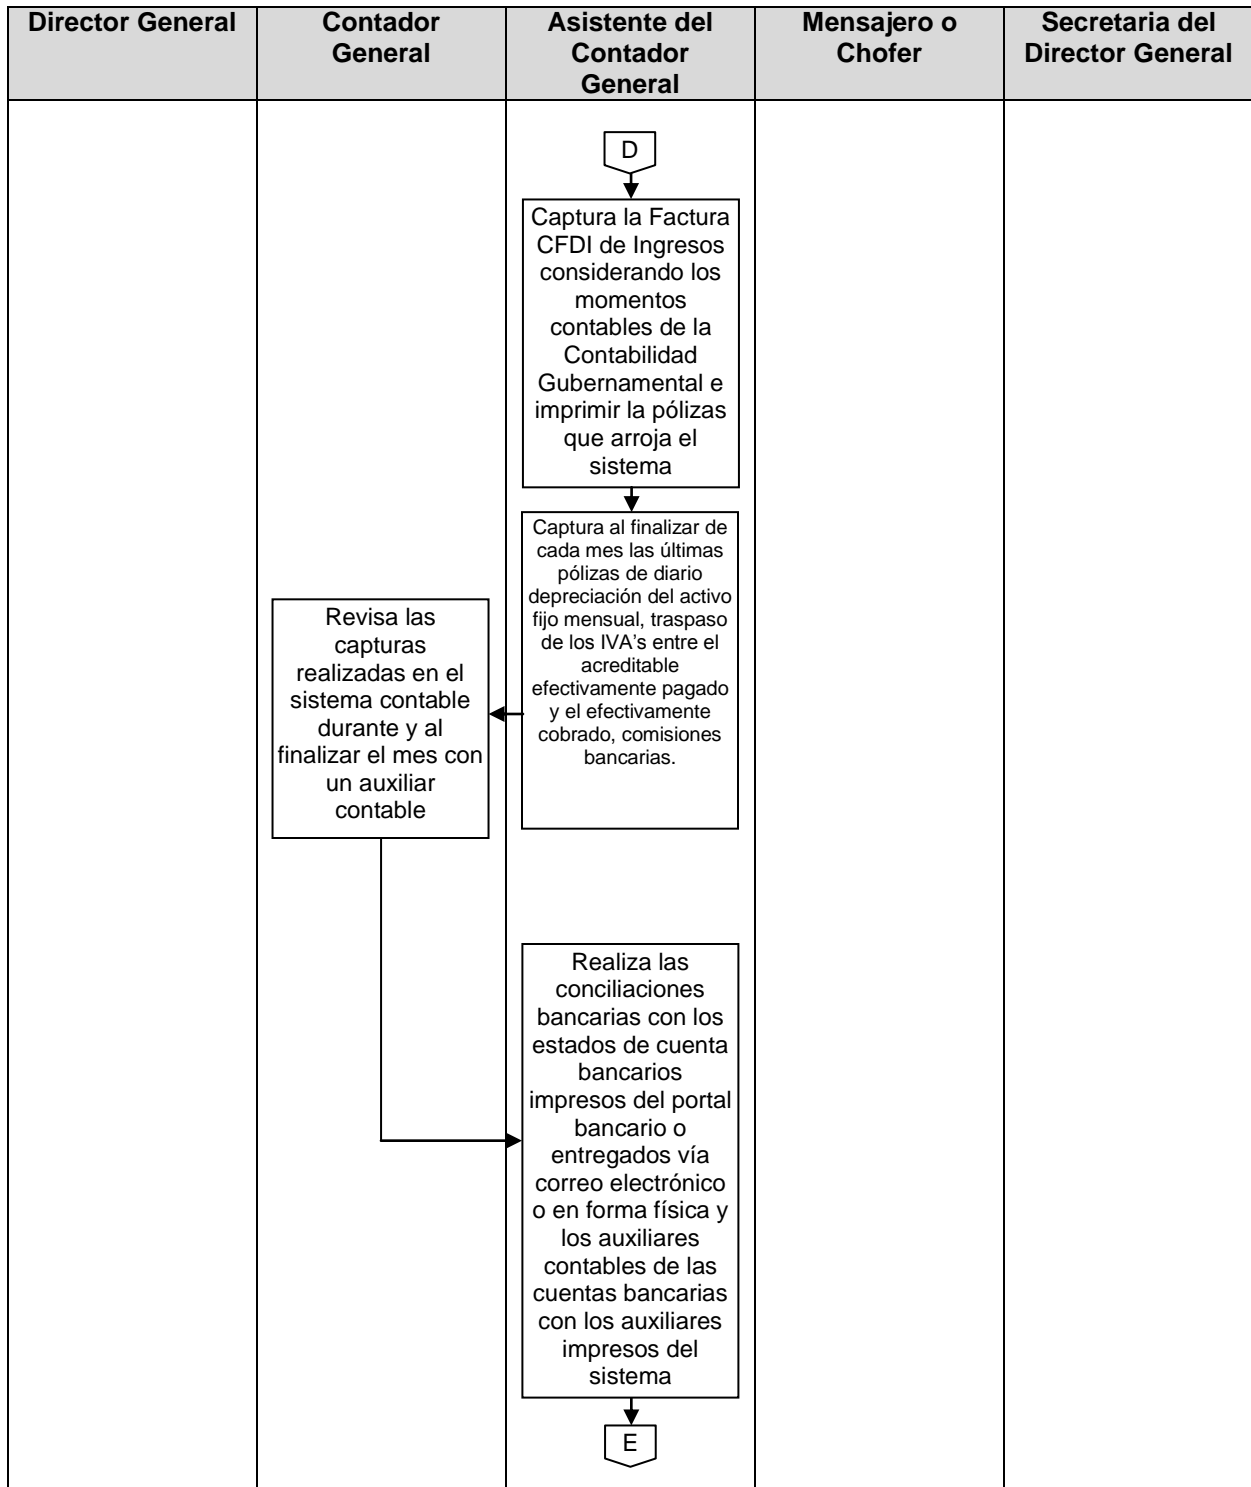 Director General
Contador
General
Asistente del
Contador
General
Mensajero o
Chofer
Secretaria del
Director General
D
Captura la Factura
CFDI de Ingresos
considerando los
momentos
contables de la
Contabilidad
Gubernamental e
imprimir la pólizas
que arroja el
sistema
Captura al finalizar de
cada mes las últimas
pólizas de diario
depreciación del activo
fijo mensual, traspaso
de los IVA’s entre el
acreditable
efectivamente pagado
y el efectivamente
cobrado, comisiones
bancarias.
Revisa las
capturas
realizadas en el
sistema contable
durante y al
finalizar el mes con
un auxiliar
contable
Realiza las
conciliaciones
bancarias con los
estados de cuenta
bancarios
impresos del portal
bancario o
entregados vía
correo electrónico
o en forma física y
los auxiliares
contables de las
cuentas bancarias
con los auxiliares
impresos del
sistema
E